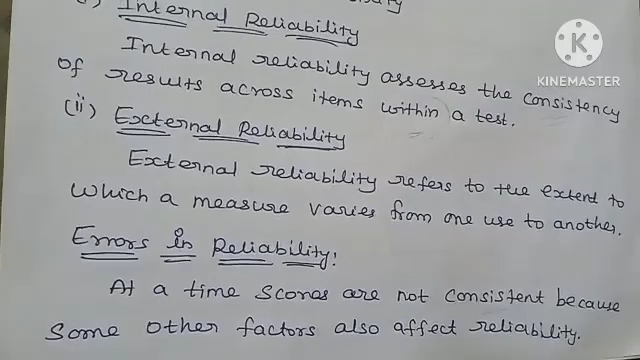 Internal Reliability
Internal reliability assesses the consistency
of results across items within a test.
(ii) External Reliability
External reliability refers to the extend to
which a measure varies from one use to another.
Errors in Reliability:
At a time scores are not consistent because
some other factors also affect reliability.
KINEMASTER